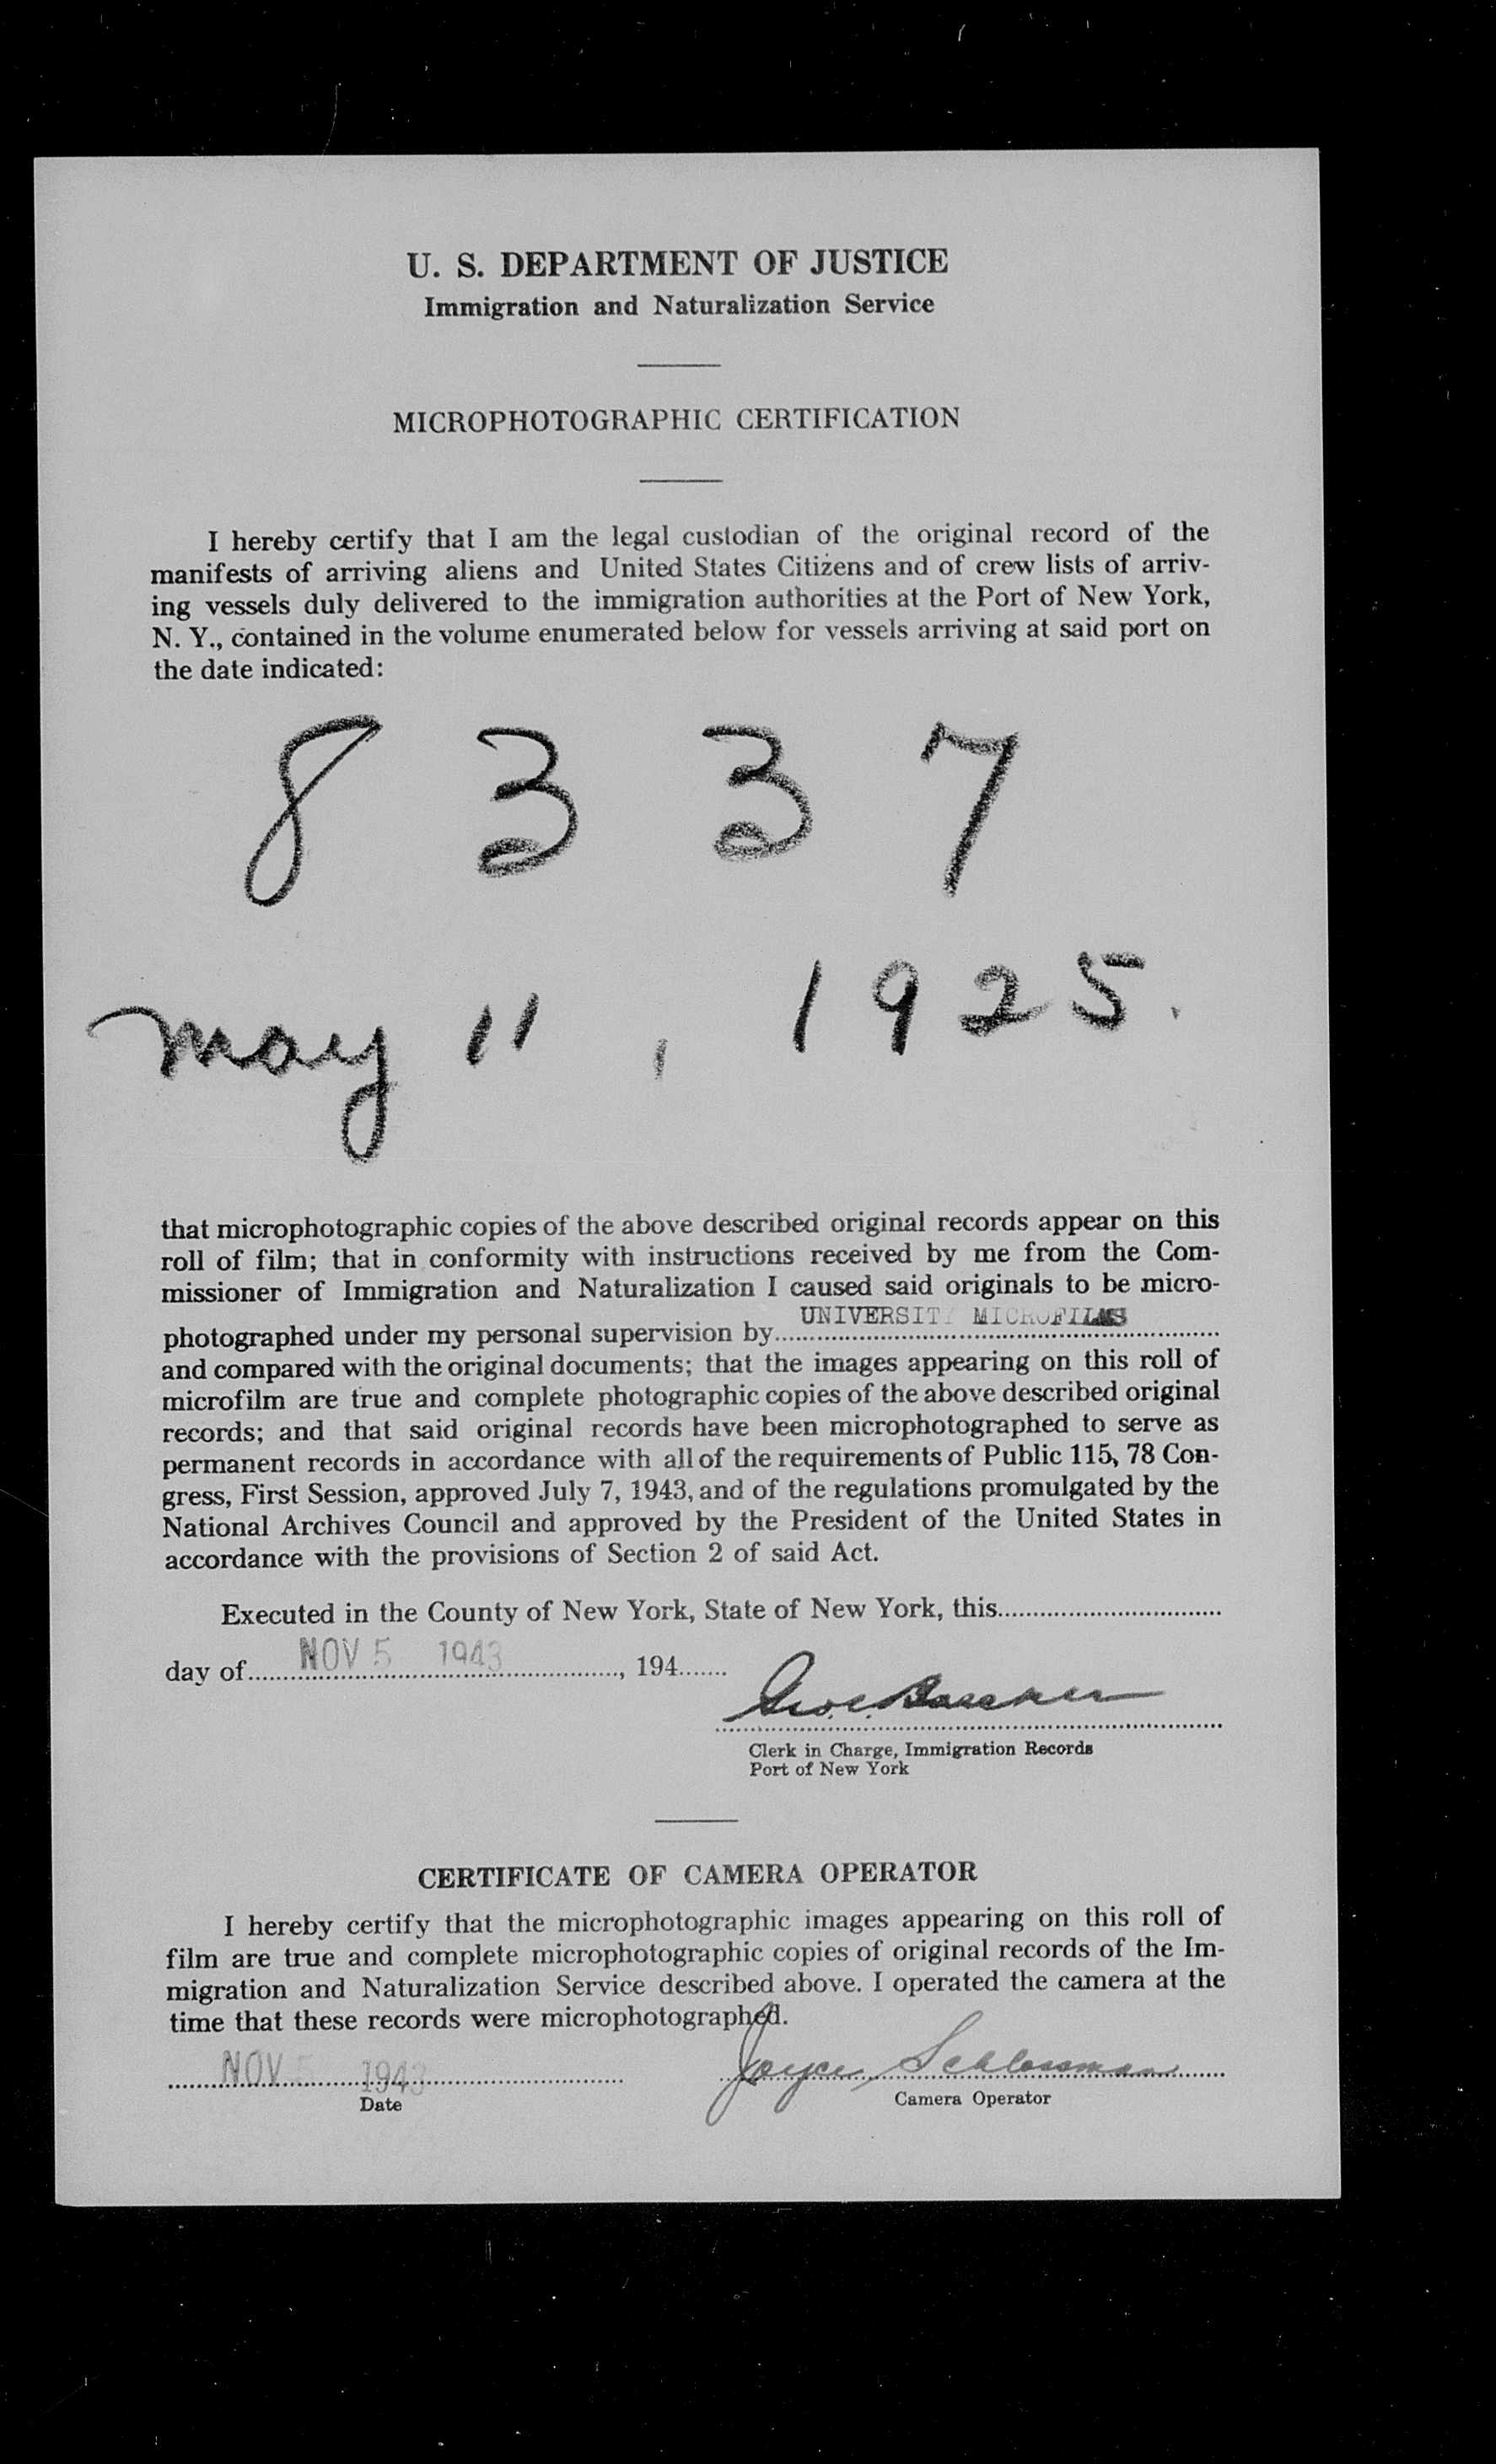 U. S. DEPARTMENT OF JUSTICE
Immigration and Naturalization Service
MICROPHOTOGRAPHIC CERTIFICATION
I hereby certify that I am the legal custodian of the original record of the
manifests of arriving aliens and United States Citizens and of crew lists of arriv-
ing vessels duly delivered to the immigration authorities at the Port of New York,
N. Y., contained in the volume enumerated below for vessels arriving at said port on
the date indicated:
8 3 3 7
May 11, 1925.
that microphotographic copies of the above described original records appear on this
roll of film; that in conformity with instructions received by me from the Com-
missioner of Immigration and Naturalization I caused said originals to be micro-
UNIVERSITY MICROFILMS
photographed under my personal supervision by
and compared with the original documents; that the images appearing on this roll of
microfilm are true and complete photographic copies of the above described original
records; and that said original records have been microphotographed to serve as
permanent records in accordance with all of the requirements of Public 115, 78 Con-
gress, First Session, approved July 7, 1943, and of the regulations promulgated by the
National Archives Council and approved by the President of the United States in
accordance with the provisions of Section 2 of said Act.
Executed in the County of New York, State of New York, this
day of NOV 5 1943, 194
Clerk in Charge, Immigration Records
Port of New York
CERTIFICATE OF CAMERA OPERATOR
I hereby certify that the microphotographic images appearing on this roll of
film are true and complete microphotographic copies of original records of the Im-
migration and Naturalization Service described above. I operated the camera at the
time that these records were microphotographed.
NOV 5 1943 Joyce Schlossman
Date Camera Operator